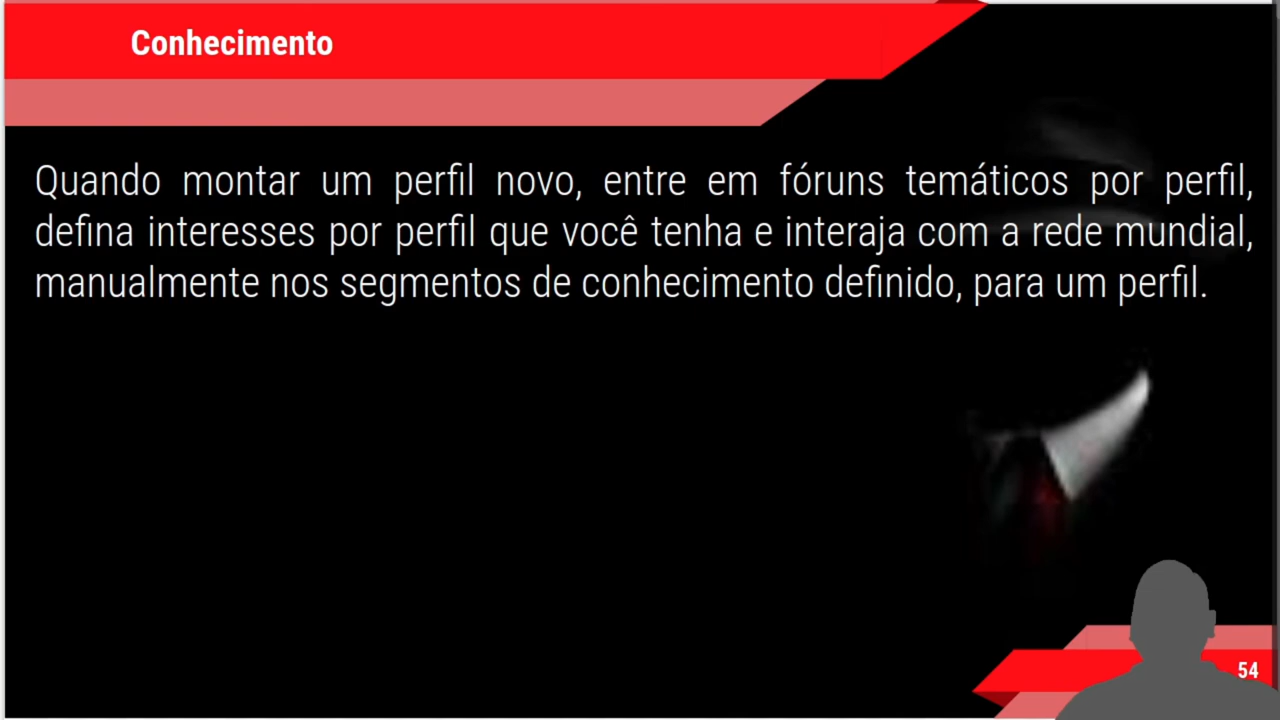 Conhecimento
Quando montar um perfil novo, entre em fóruns temáticos por perfil,
defina interesses por perfil que você tenha e interaja com a rede mundial,
manualmente nos segmentos de conhecimento definido, para um perfil.
54